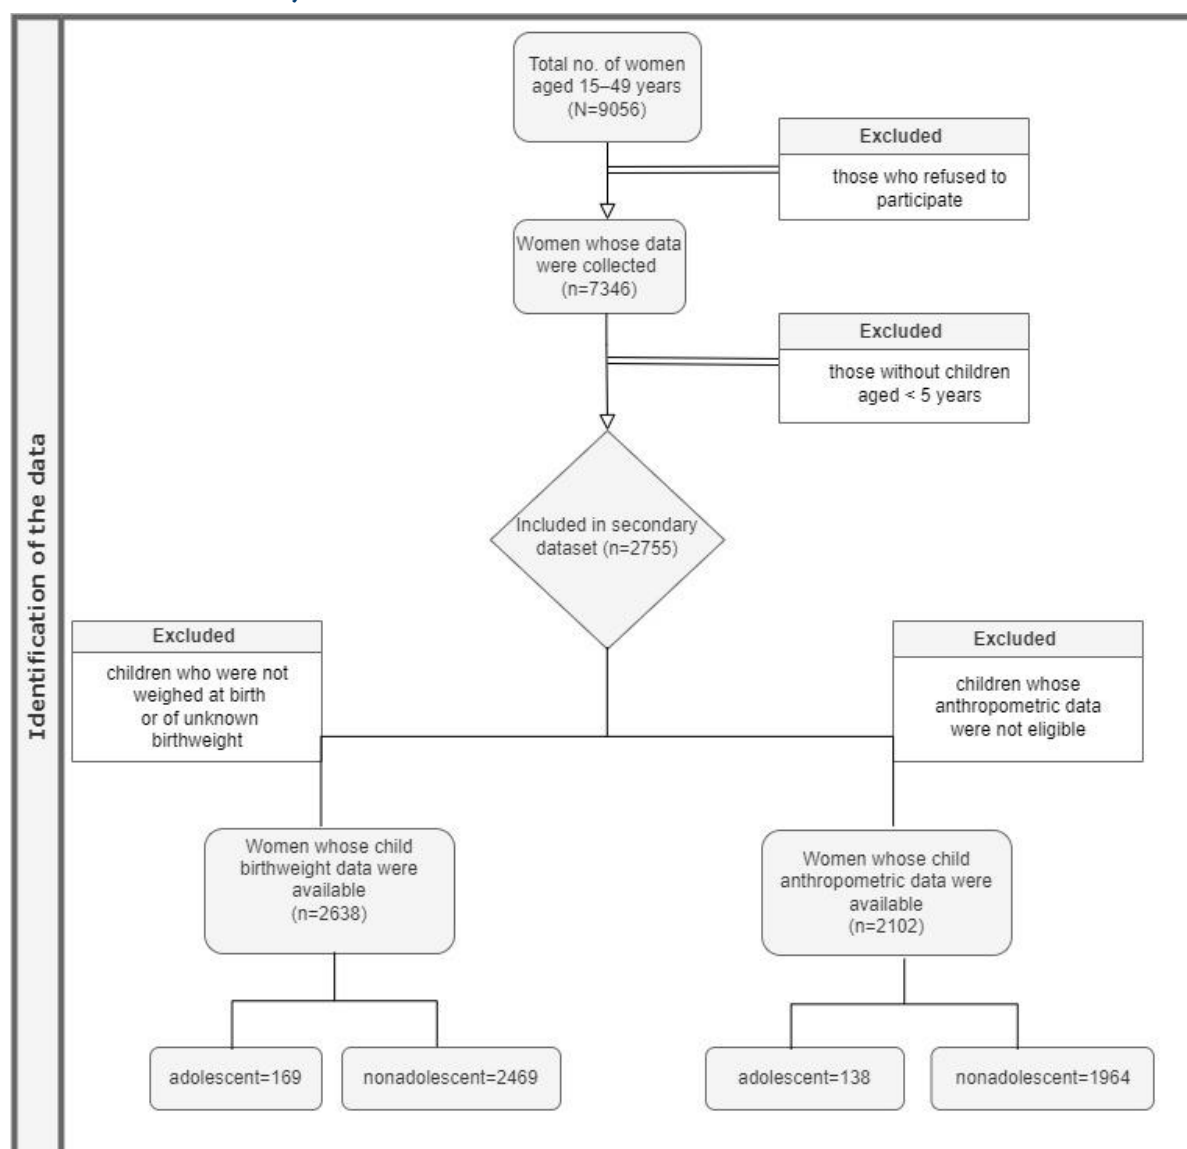 Identification of the data
Total no. of women
aged 15–49 years
(N=9056)
Excluded
those who refused to
participate
Women whose data
were collected
(n=7346)
Excluded
those without children
aged < 5 years
Included in secondary
dataset (n=2755)
Excluded
children who were not
weighed at birth
or of unknown
birthweight
Excluded
children whose
anthropometric data
were not eligible
Women whose child
birthweight data were
available
(n=2638)
Women whose child
anthropometric data were
available
(n=2102)
adolescent=169
nonadolescent=2469
adolescent=138
nonadolescent=1964